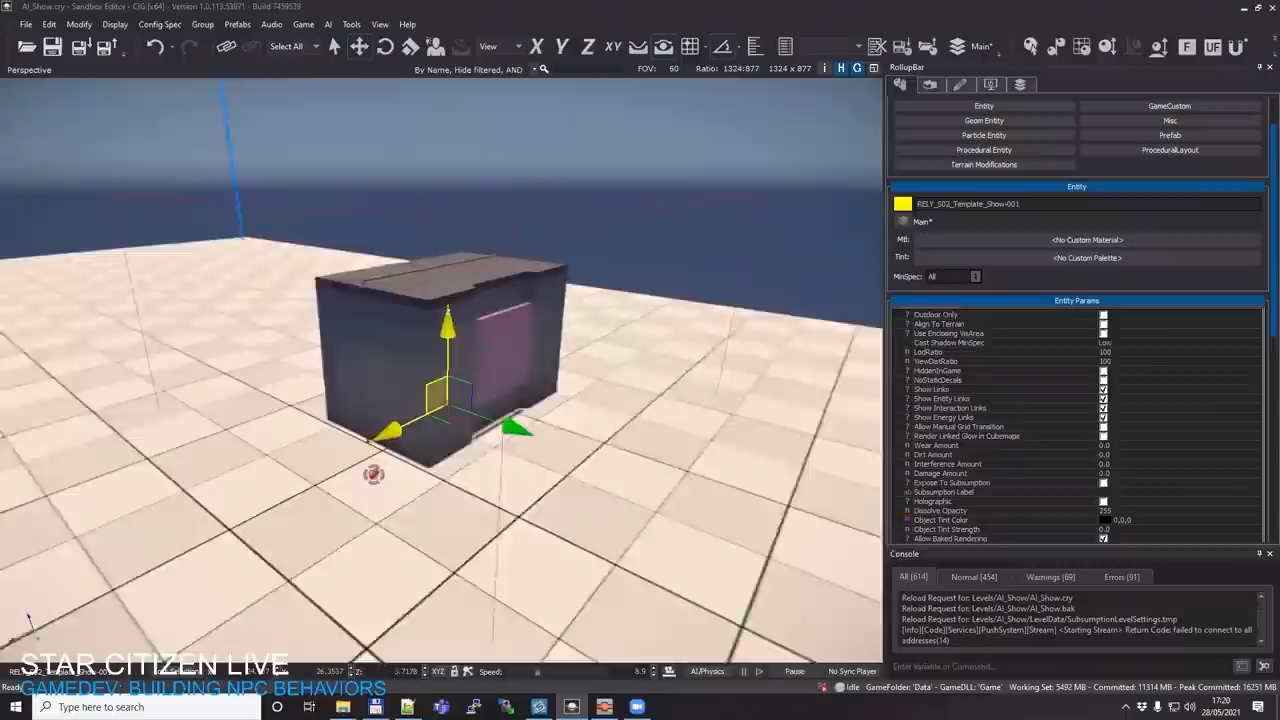 AI_Show.cry - Sandbox Editor - CIG [x64] - Version 1.0.113.53971 - Build 7459539
File Edit Modify Display Config Spec Group Prefabs Audio Game AI Tools View Help
Select All View X Y Z XY Main* F UF
Perspective By Name, Hide filtered, AND FOV: 60 Ratio: 1324:877 1324 x 877 i H G
RollupBar
Entity GameCustom
Geom Entity Misc
Particle Entity Prefab
Procedural Entity ProceduralLayout
Terrain Modifications
Entity
RELY_S02_Template_Show-001
Main*
Mtl: <No Custom Material>
Tint: <No Custom Palette>
MinSpec: All
Entity Params
? Outdoor Only
? Align To Terrain
? Use Enclosing VisArea
Cast Shadow MinSpec Low
n LodRatio 100
n ViewDistRatio 100
? HiddenInGame
? NoStaticDecals
? Show Links
? Show Entity Links
? Show Interaction Links
? Show Energy Links
? Allow Manual Grid Transition
? Render Linked Glow In Cubemaps
n Wear Amount 0.0
n Dirt Amount 0.0
n Interference Amount 0.0
n Damage Amount 0.0
? Expose To Subsumption
ab Subsumption Label
? Holographic
n Dissolve Opacity 255
Object Tint Color 0,0,0
n Object Tint Strength 0.0
? Allow Baked Rendering
Console
All [614] Normal [454] Warnings [69] Errors [91]
Reload Request for: Levels/AI_Show/AI_Show.cry
Reload Request for: Levels/AI_Show/AI_Show.bak
Reload Request for: Levels/AI_Show/LevelData/SubsumptionLevelSettings.tmp
[Info][Code][Services][PushSystem][Stream] <Starting Stream> Return Code: failed to connect to all
addresses(14)
Enter Variable or Command...
STAR CITIZEN LIVE
GAMEDEV: BUILDING NPC BEHAVIORS
26.3537 Z: 3.7178 XYZ Speed: 8.9 AI/Physics Pause No Sync Player
Idle GameFolder: 'Data' - GameDLL: 'Game' Working Set: 5492 MB - Committed: 11314 MB - Peak Committed: 16251 MB
Type here to search
17:20
28/05/2021